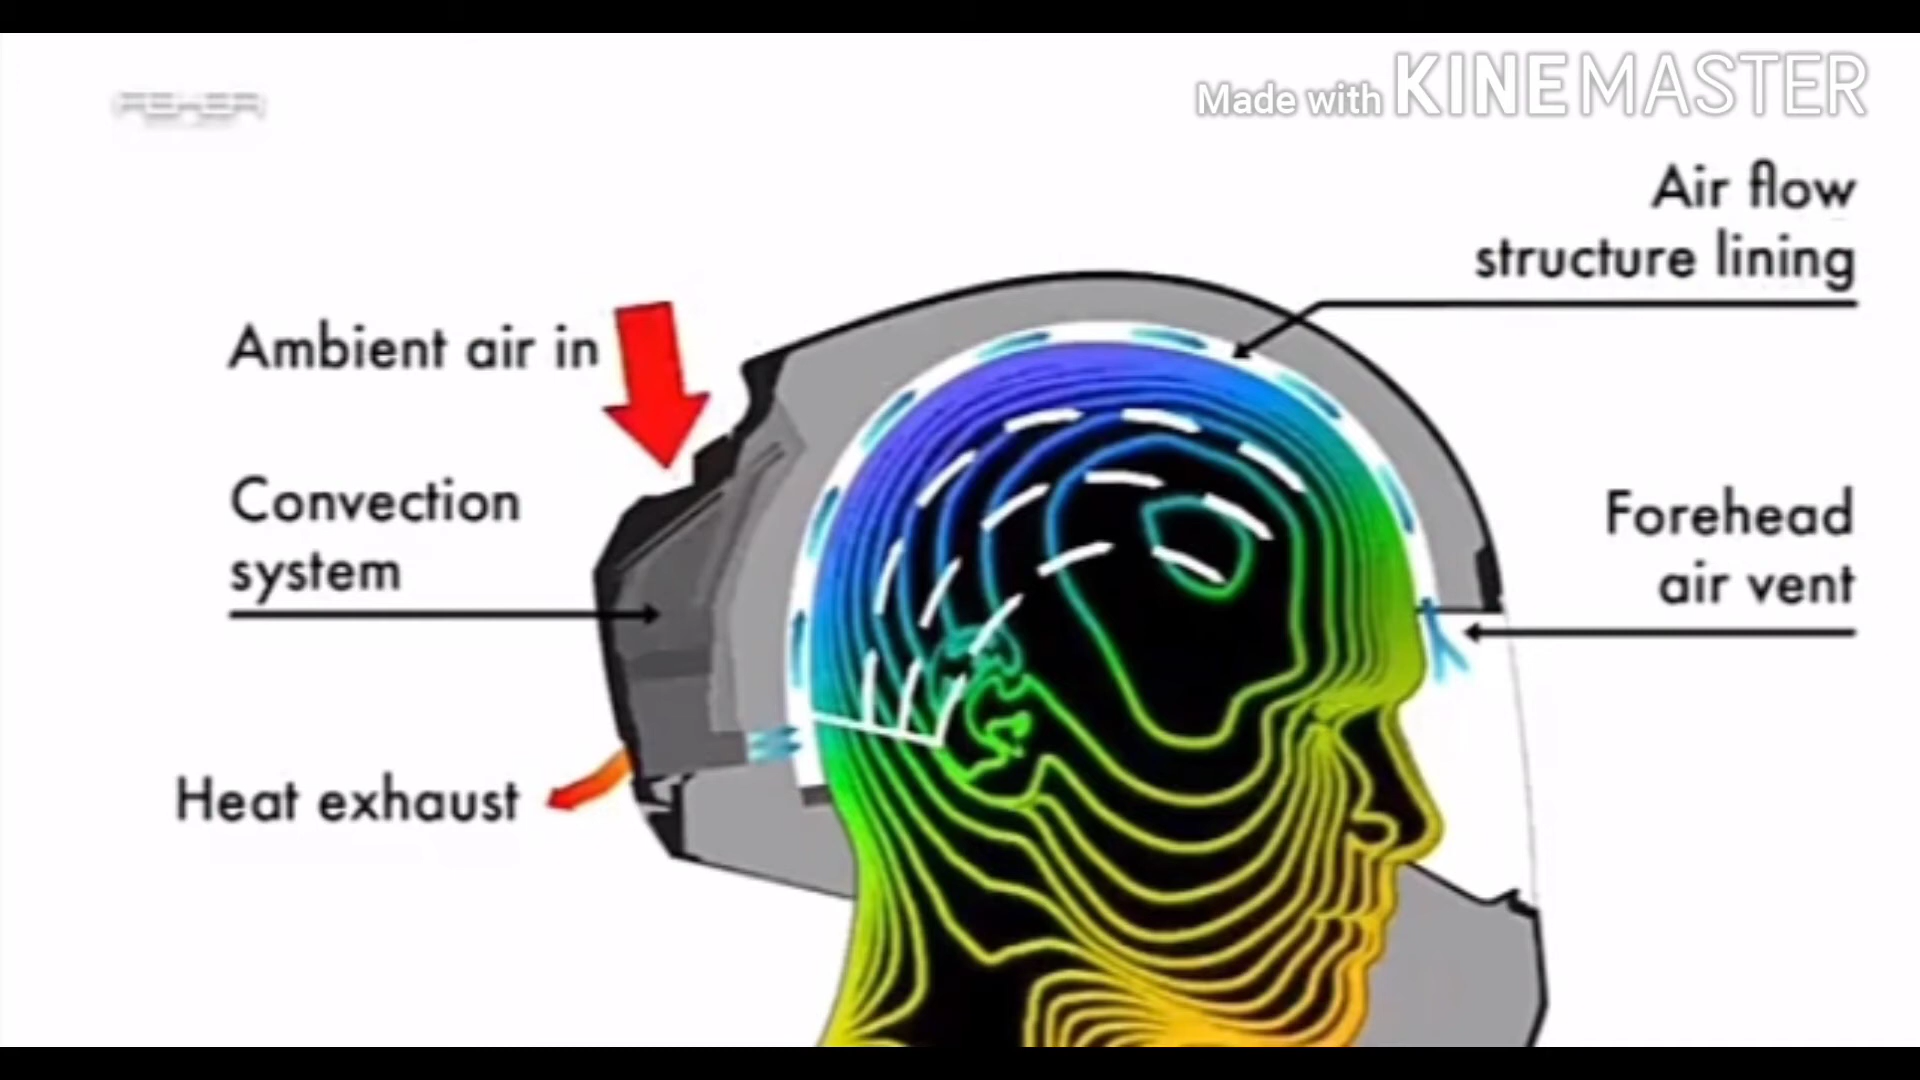 Made with KINEMASTER
Air flow
structure lining
Ambient air in
Convection
system
Forehead
air vent
Heat exhaust